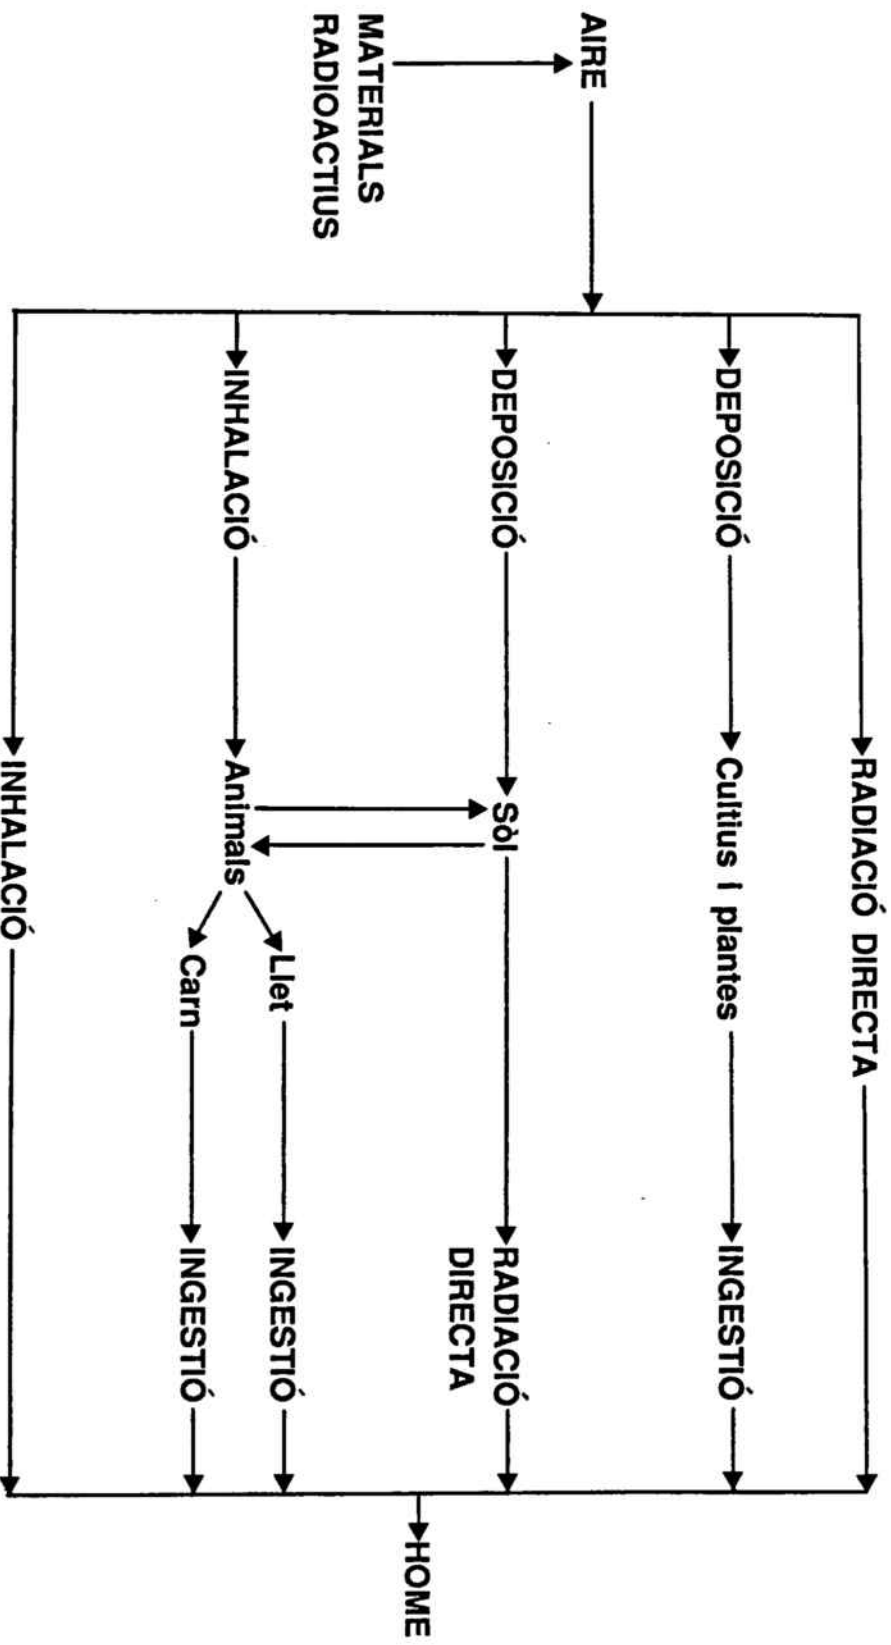 RADIACIÓ DIRECTA
AIRE
DEPOSICIÓ
Cultius i plantes
INGESTIÓ
MATERIALS
RADIOACTIUS
DEPOSICIÓ
Sòl
RADIACIÓ
DIRECTA
HOME
INHALACIÓ
Animals
Llet
INGESTIÓ
Carn
INGESTIÓ
INHALACIÓ